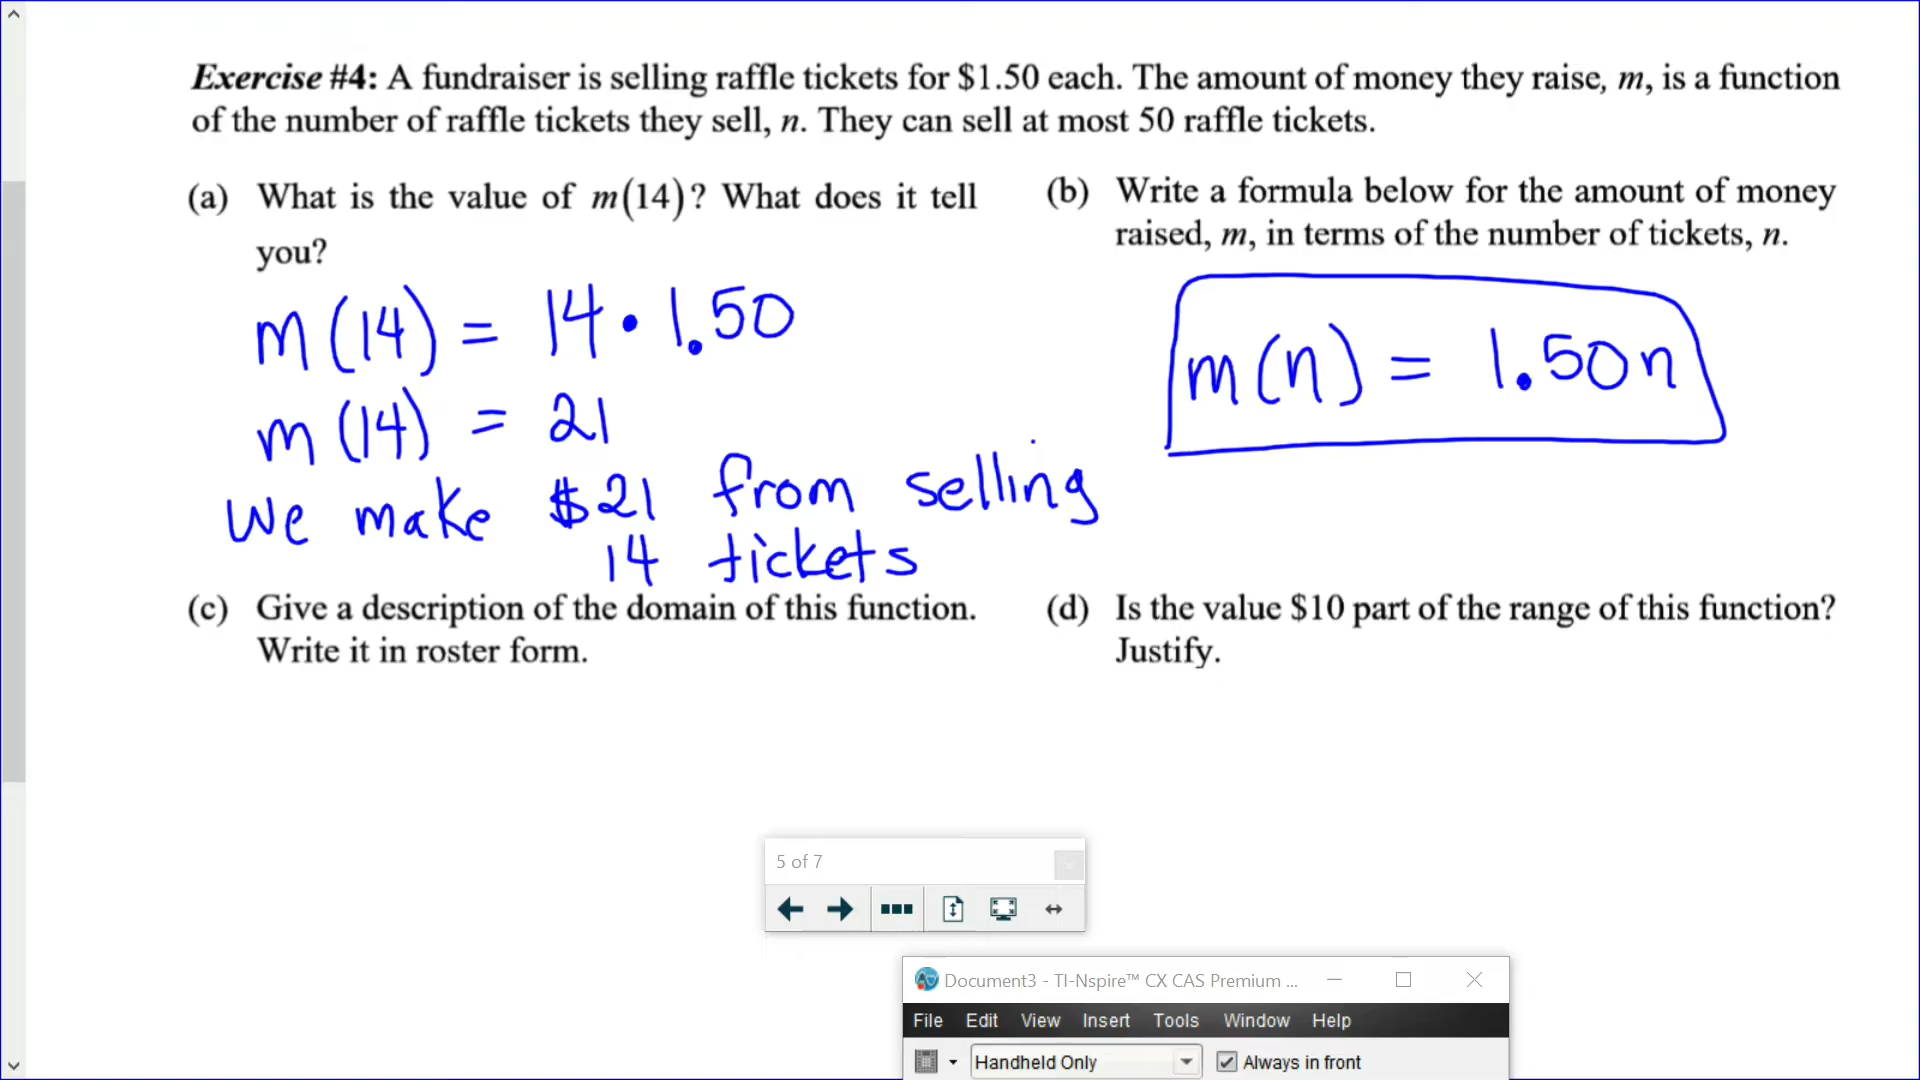 Exercise #4: A fundraiser is selling raffle tickets for $1.50 each. The amount of money they raise, m, is a function
of the number of raffle tickets they sell, n. They can sell at most 50 raffle tickets.
(a) What is the value of m(14)? What does it tell
you?
m(14) = 14 • 1.50
m(14) = 21
We make $21 from selling
14 tickets
(b) Write a formula below for the amount of money
raised, m, in terms of the number of tickets, n.
m(n) = 1.50n
(c) Give a description of the domain of this function.
Write it in roster form.
(d) Is the value $10 part of the range of this function?
Justify.
5 of 7
Document3 - TI-Nspire™ CX CAS Premium ...
File Edit View Insert Tools Window Help
Handheld Only Always in front